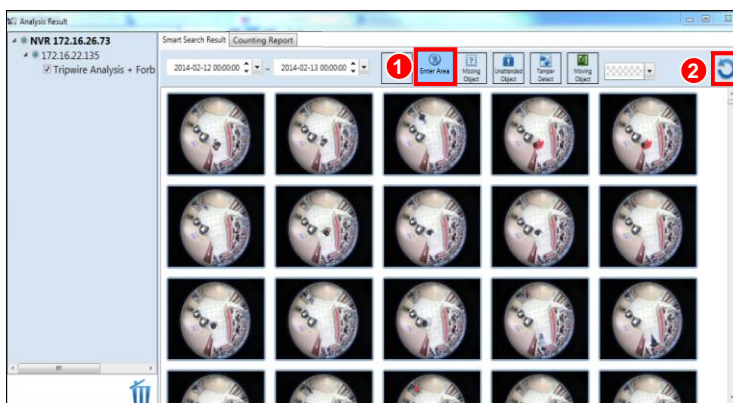 Analysis Result
NVR 172.16.26.73
172.16.22.135
Tripwire Analysis + Forb
Smart Search Result Counting Report
2014-02-12 00:00:00 - 2014-02-13 00:00:00
1
Enter Area
Missing Object
Unattended Object
Tamper Detect
Moving Object
2